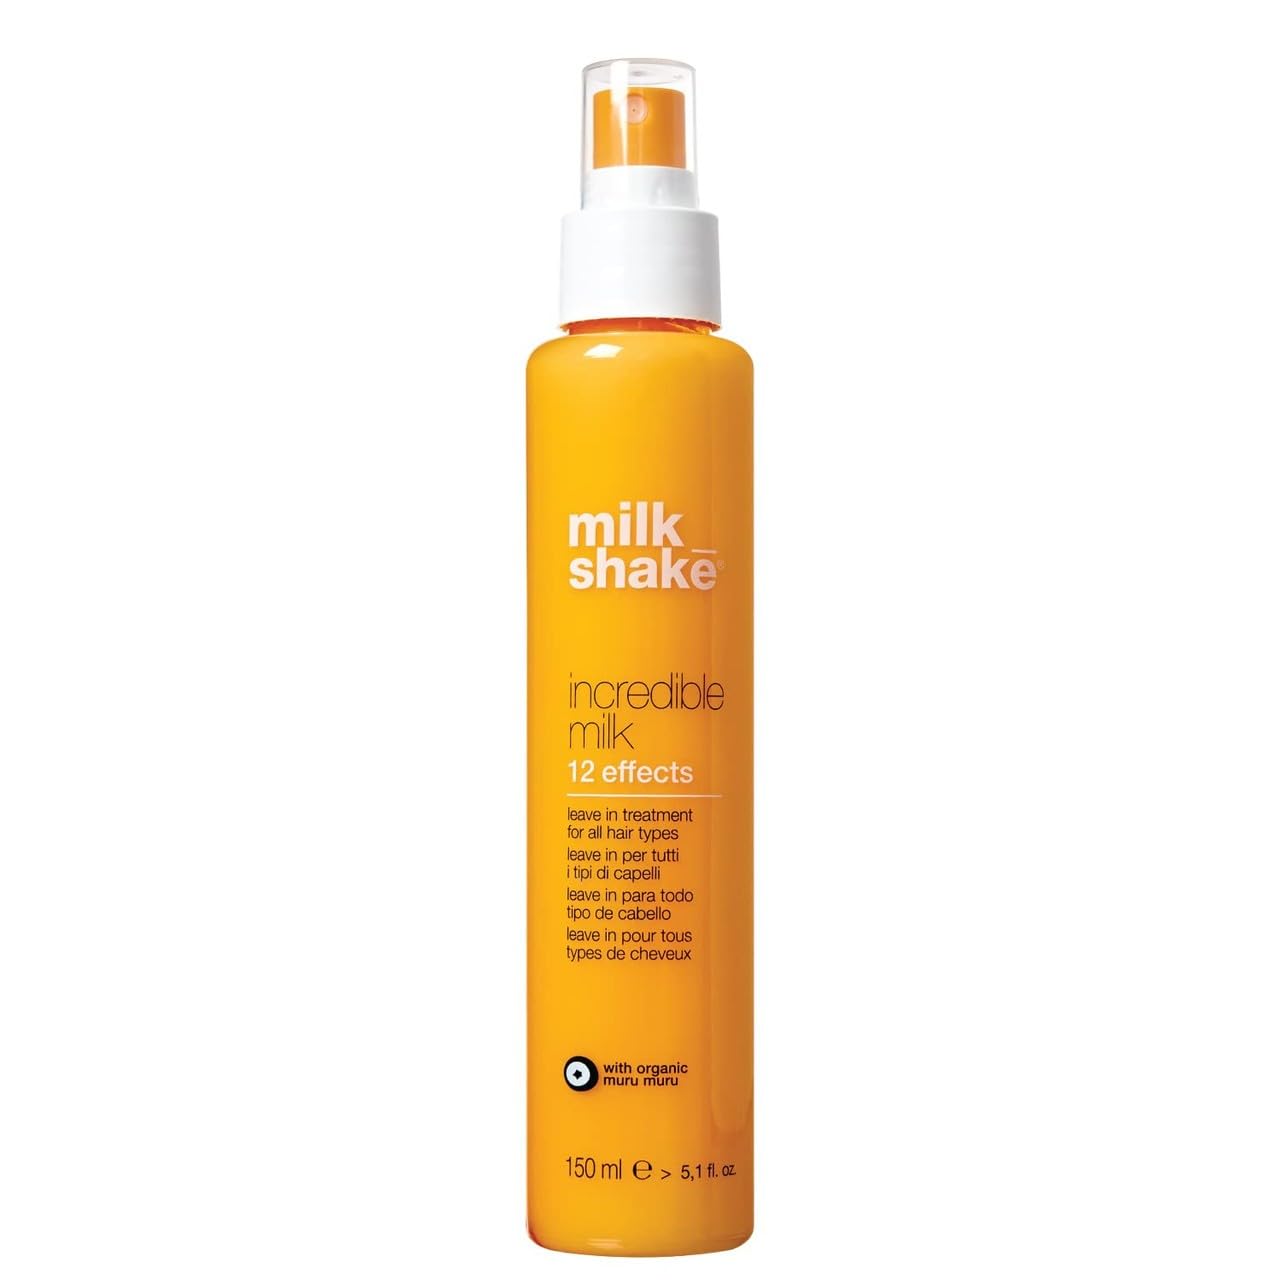 milk
shakē®
incredible
milk
12 effects
leave in treatment
for all hair types
leave in per tutti
i tipi di capelli
leave in para todo
tipo de cabello
leave in pour tous
types de cheveux
with organic
muru muru
150 ml ℮ > 5,1 fl. oz.